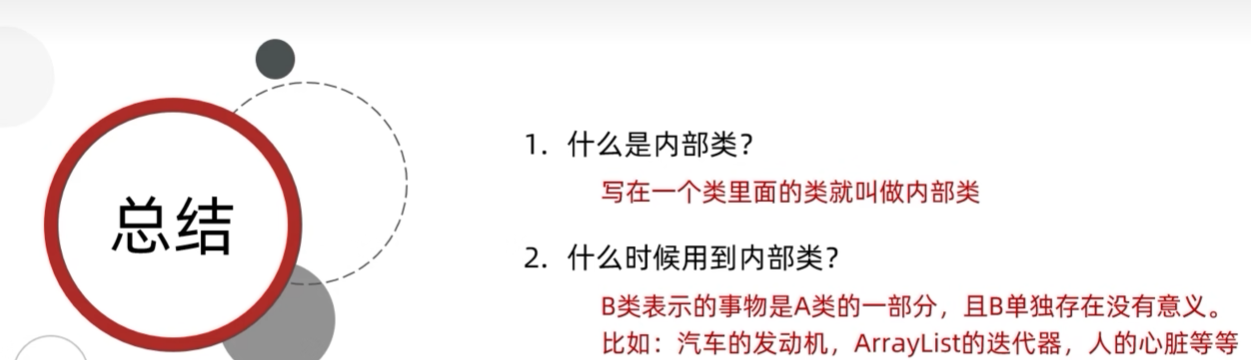 总结
1. 什么是内部类？
写在一个类里面的类就叫做内部类
2. 什么时候用到内部类？
B类表示的事物是A类的一部分，且B单独存在没有意义。
比如：汽车的发动机，ArrayList的迭代器，人的心脏等等